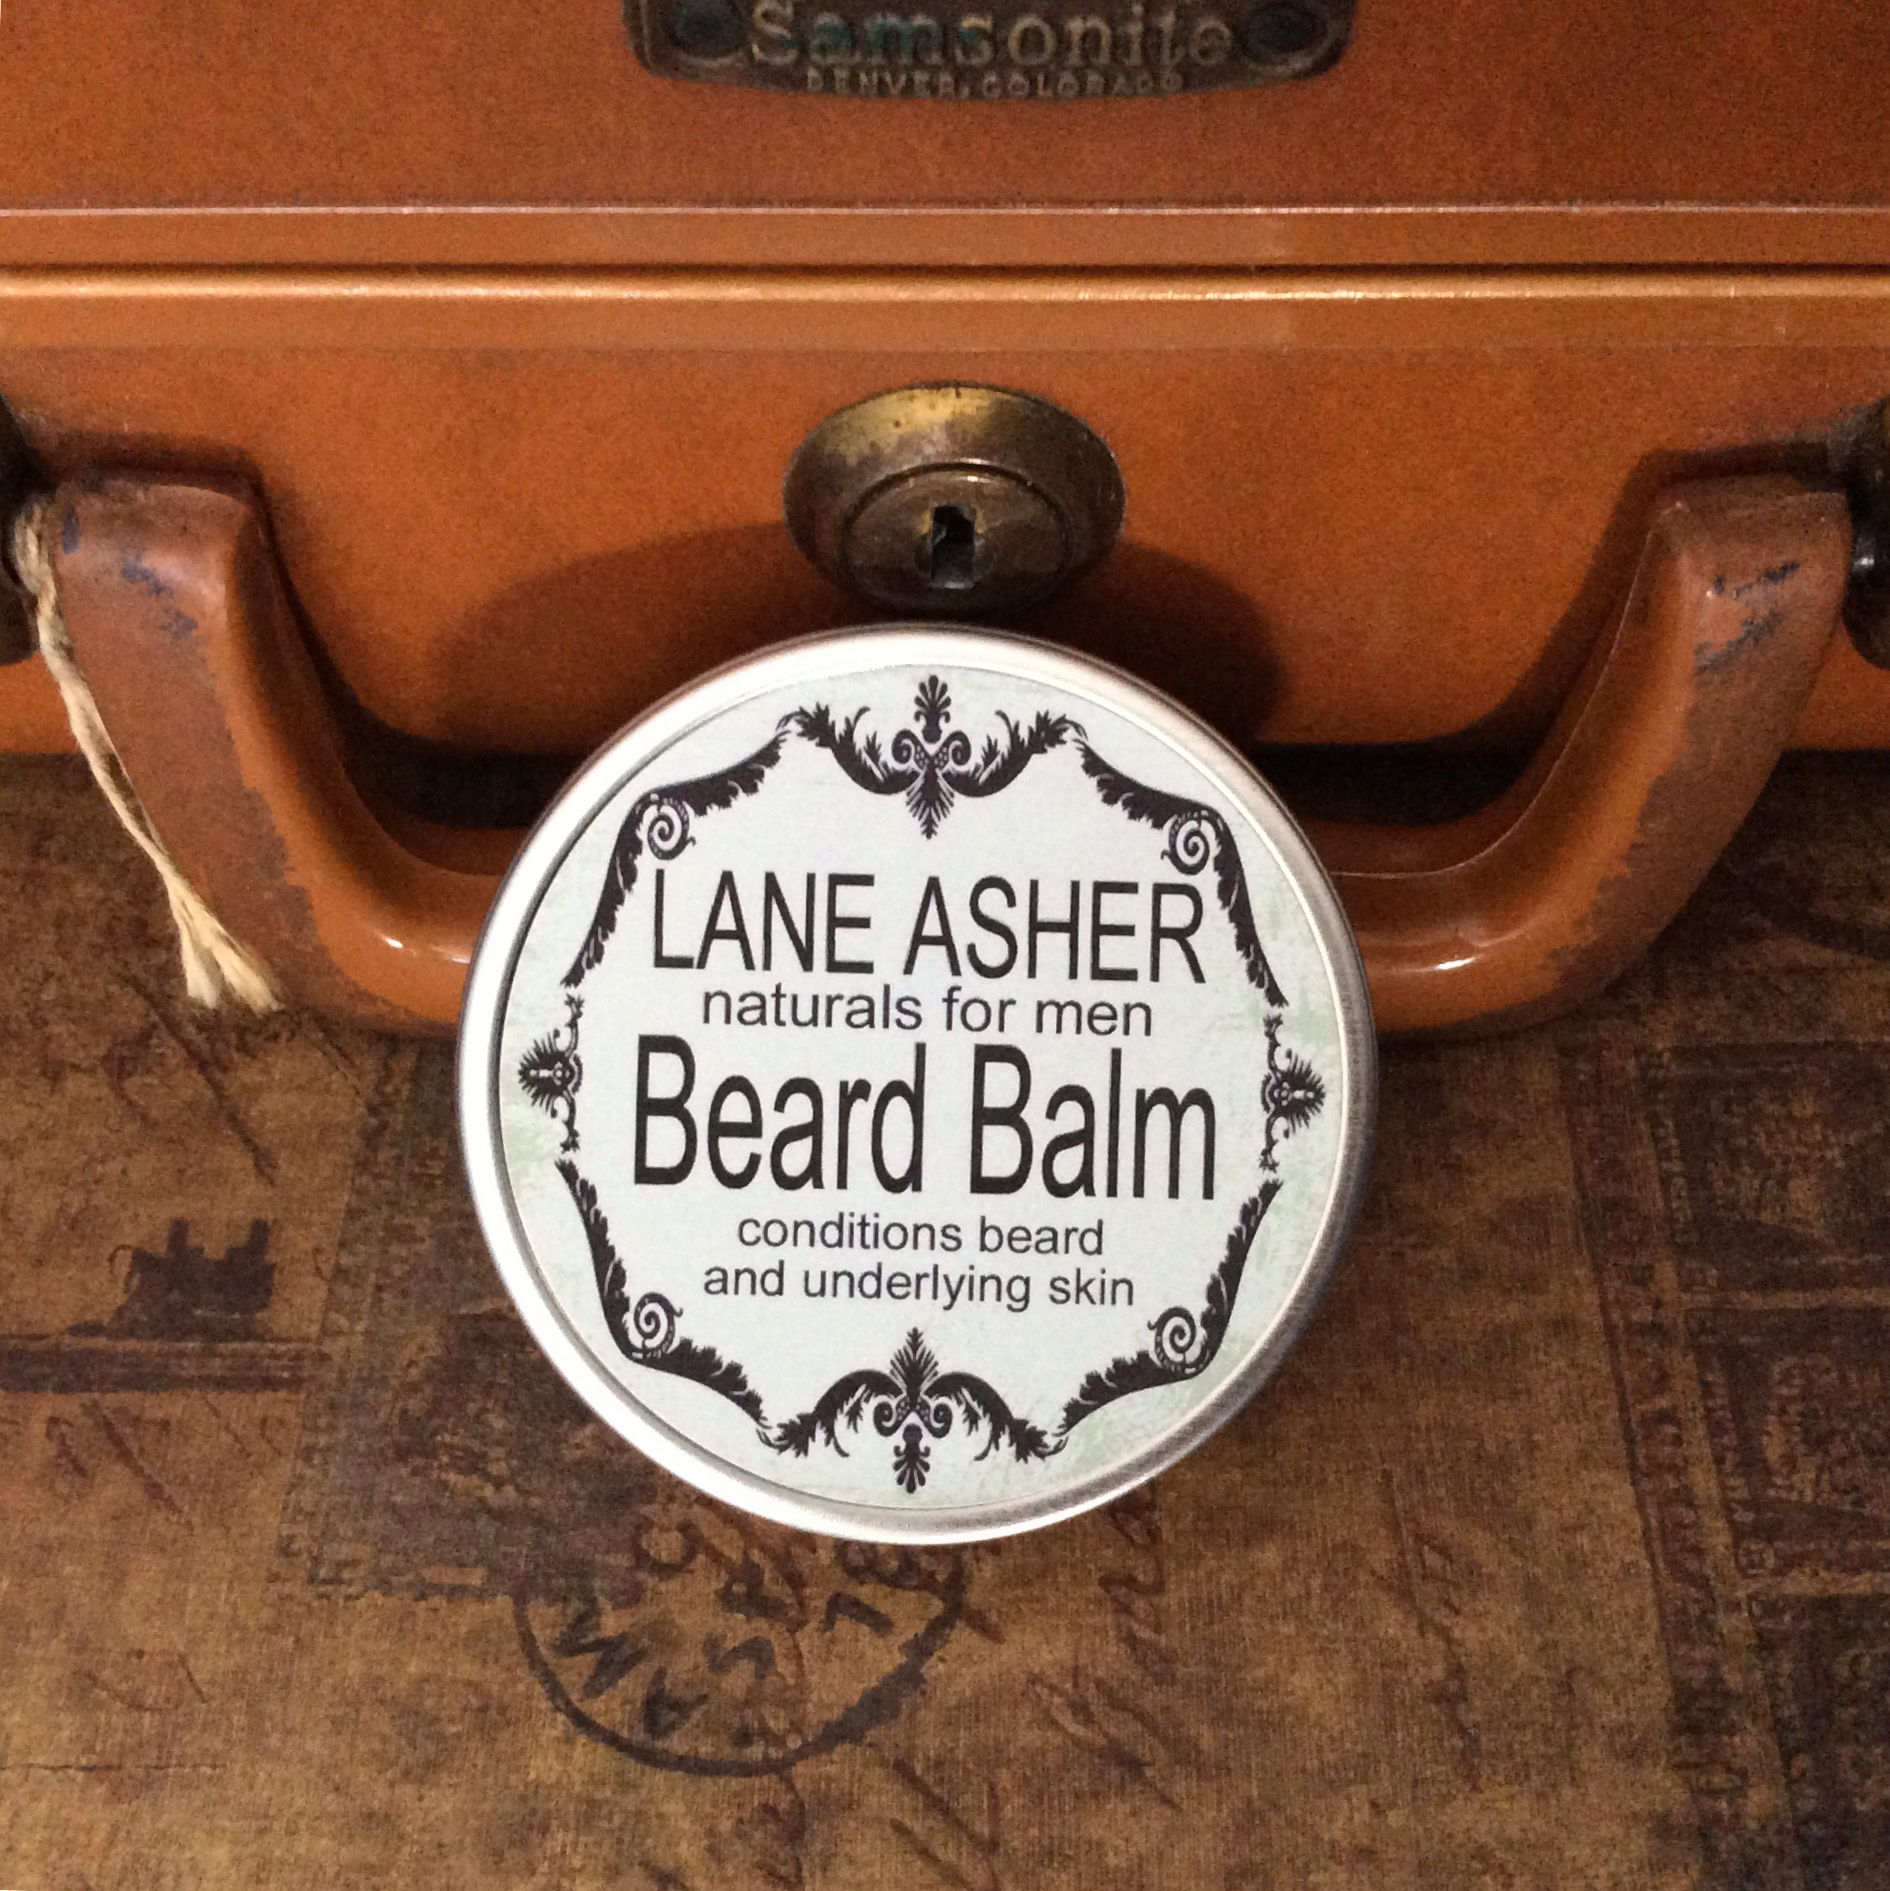 Samsonite
DENVER, COLORADO
LANE ASHER
naturals for men
Beard Balm
conditions beard
and underlying skin